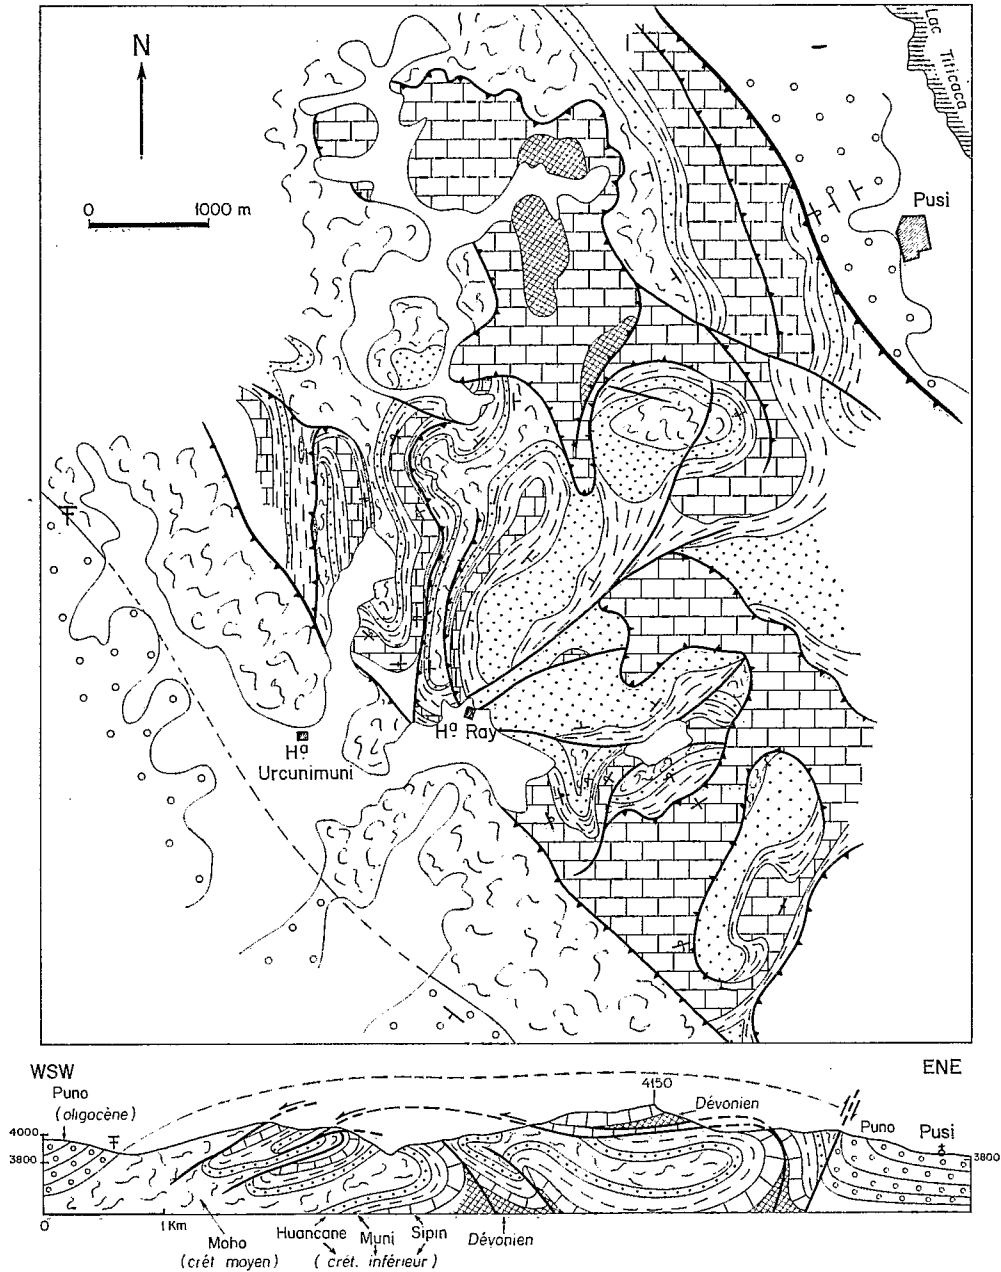 Lac Titicaca
N
0 1000 m
Pusi
Hª Ray
Hª
Urcunimuni
WSW ENE
Puno
(oligocène)
4150
Dévonien
4000
3800
Puno Pusi
3800
0 1 Km
Moho
(crét moyen)
Huancane Muni Sipin
(crét. inférieur)
Dévonien